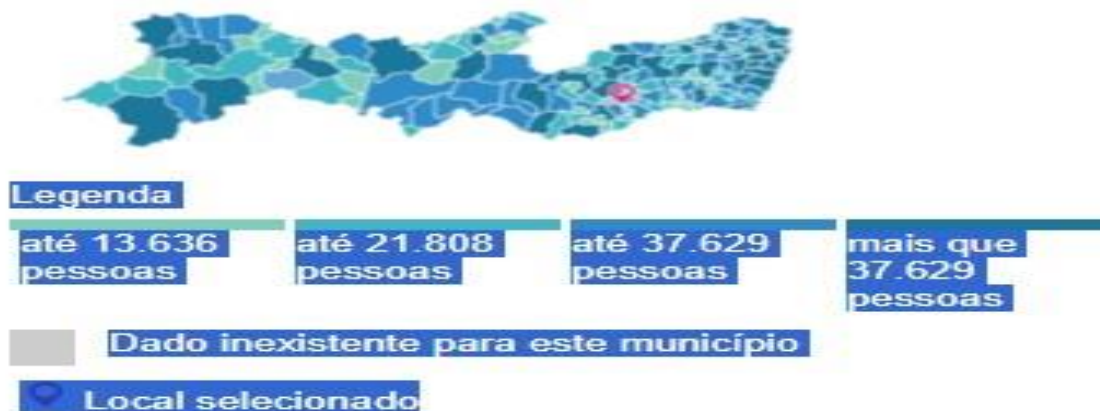 Legenda
até 13.636 pessoas
até 21.808 pessoas
até 37.629 pessoas
mais que 37.629 pessoas
Dado inexistente para este município
Local selecionado